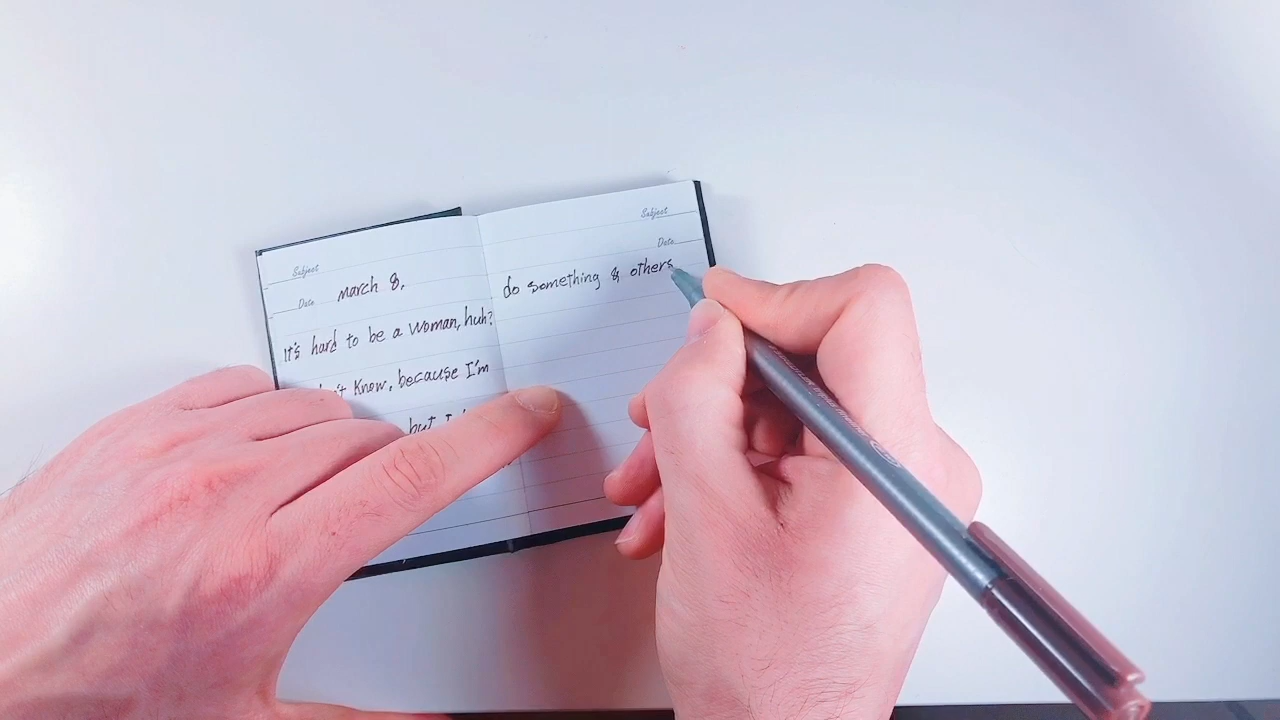 Subject
Date march 8.
It's hard to be a woman, huh?
know, because I'm
but I
Subject
Date
do something & others